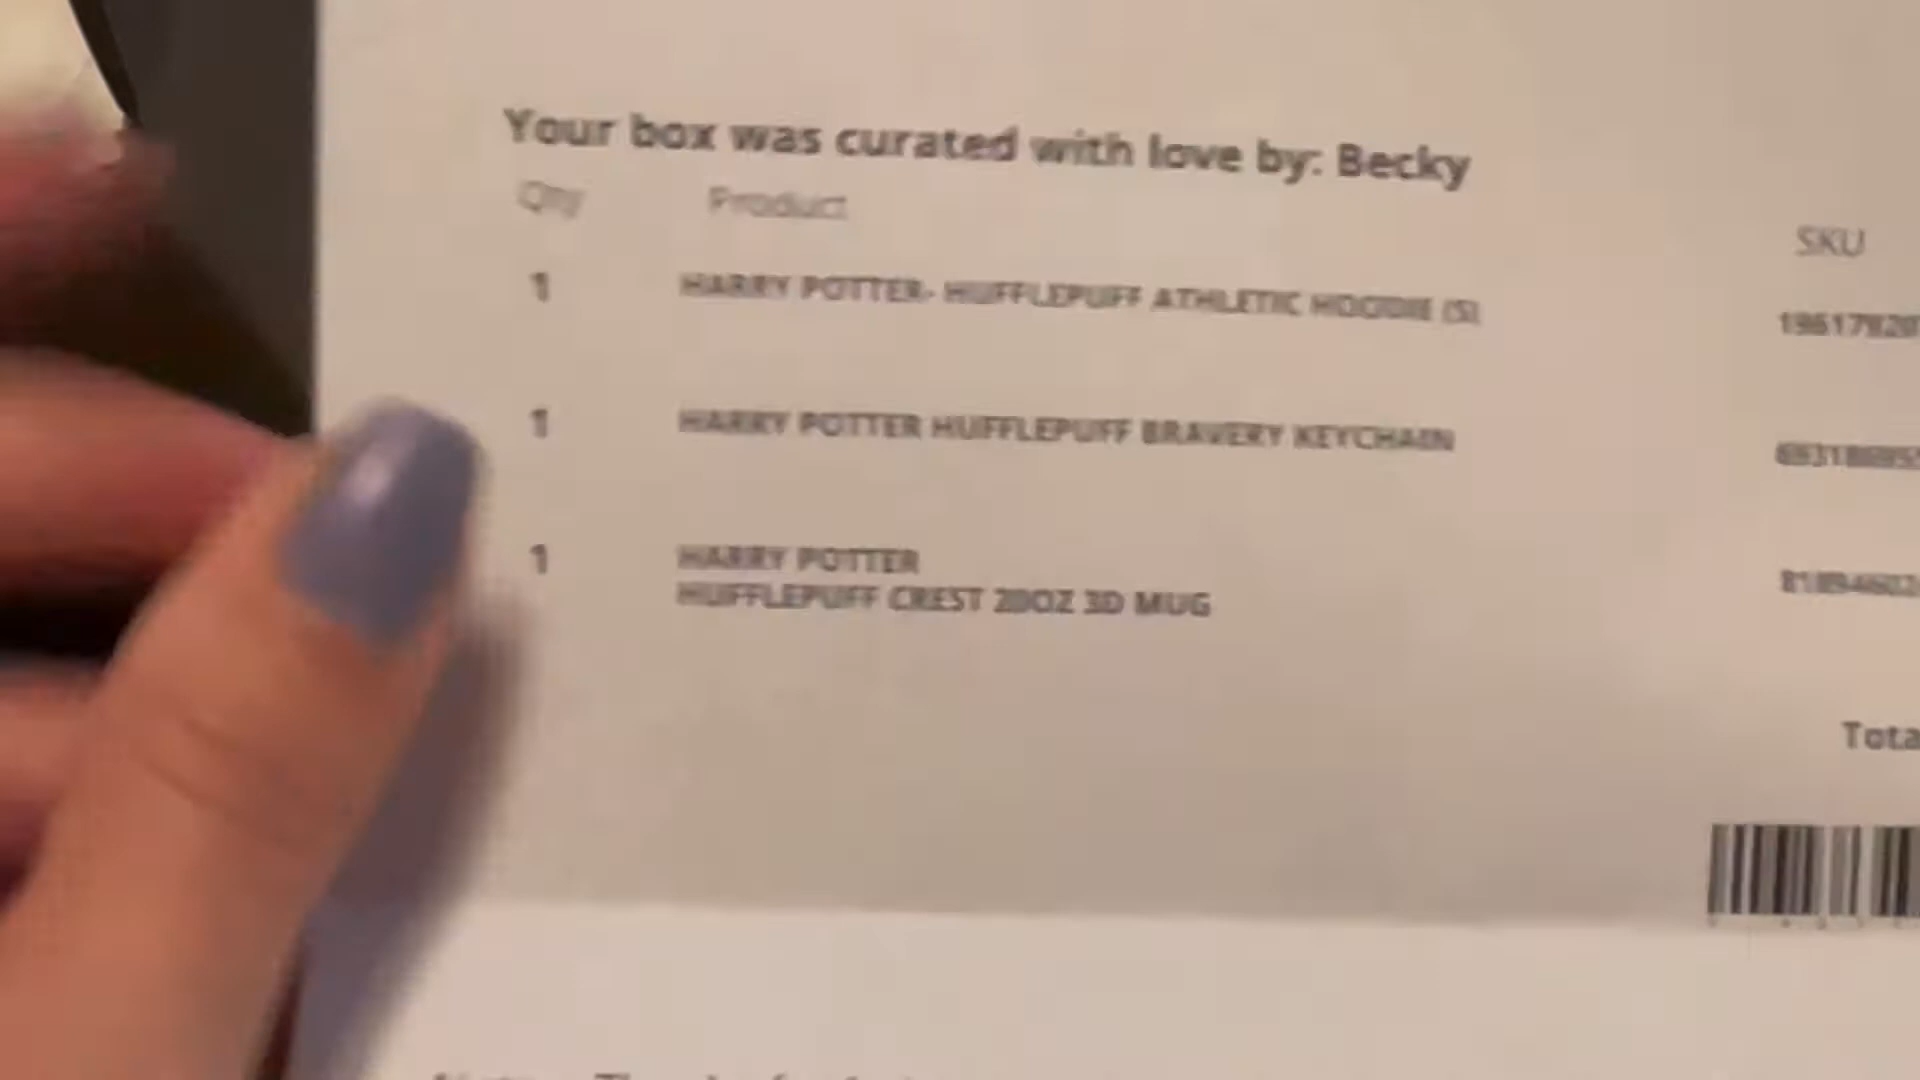 Your box was curated with love by: Becky
Qty Product SKU
1 HARRY POTTER- HUFFLEPUFF ATHLETIC HOODIE (S)
1 HARRY POTTER HUFFLEPUFF BRAVERY KEYCHAIN
1 HARRY POTTER
HUFFLEPUFF CREST 20OZ 3D MUG
Tota